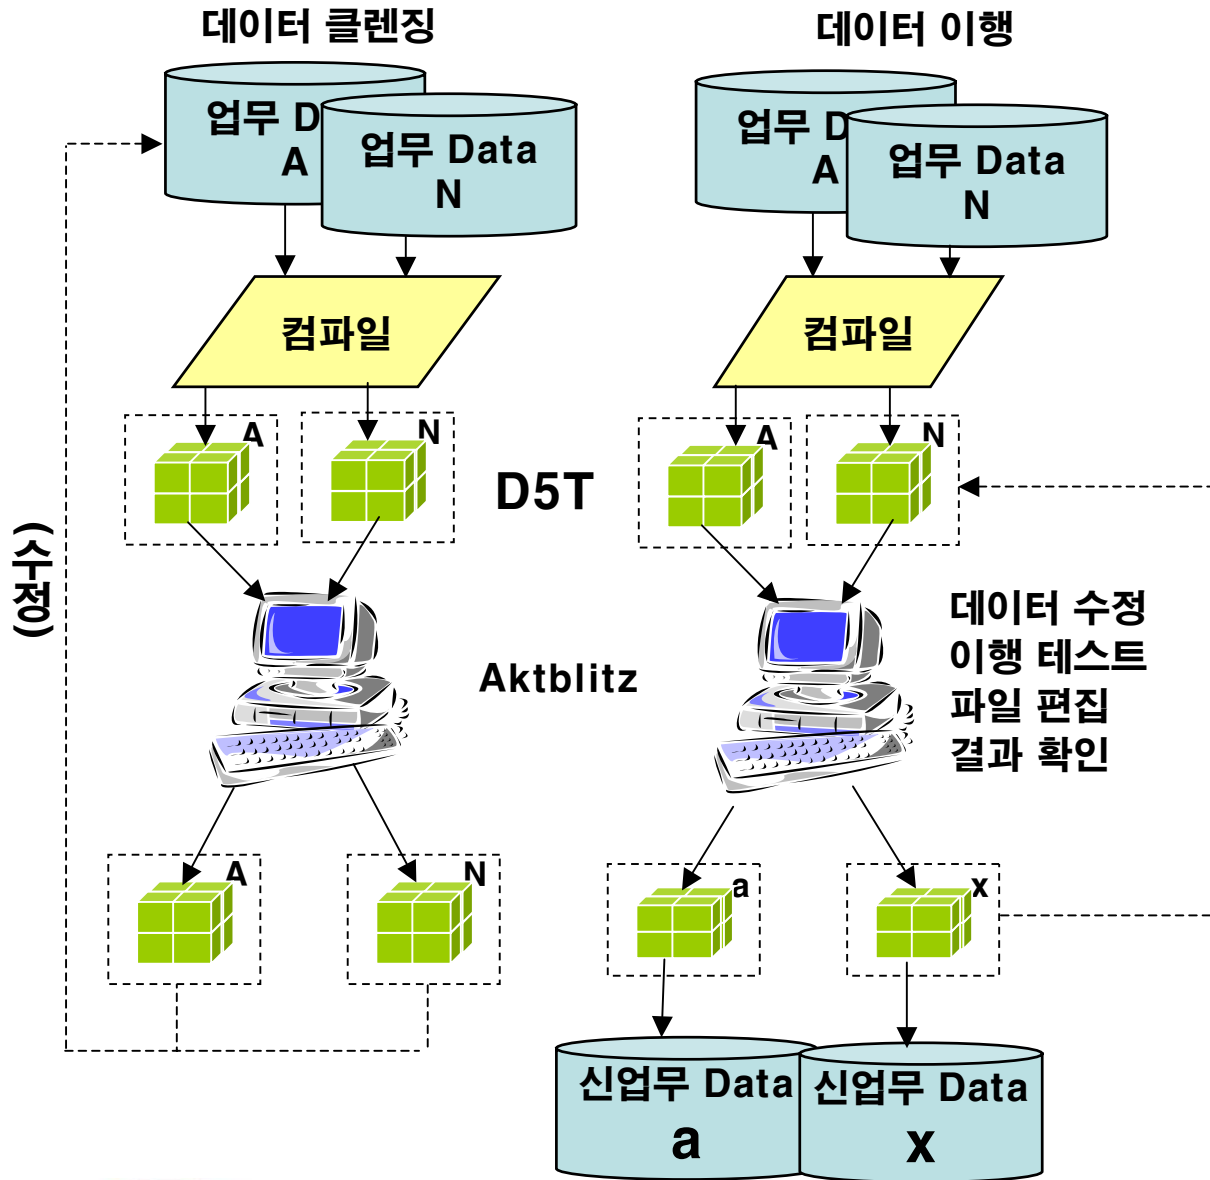 데이터 클렌징
데이터 이행
업무 D
A
업무 Data
N
업무 D
A
업무 Data
N
컴파일
컴파일
A
N
A
N
D5T
(수정)
Aktblitz
데이터 수정
이행 테스트
파일 편집
결과 확인
A
N
a
x
신업무 Data
a
신업무 Data
x